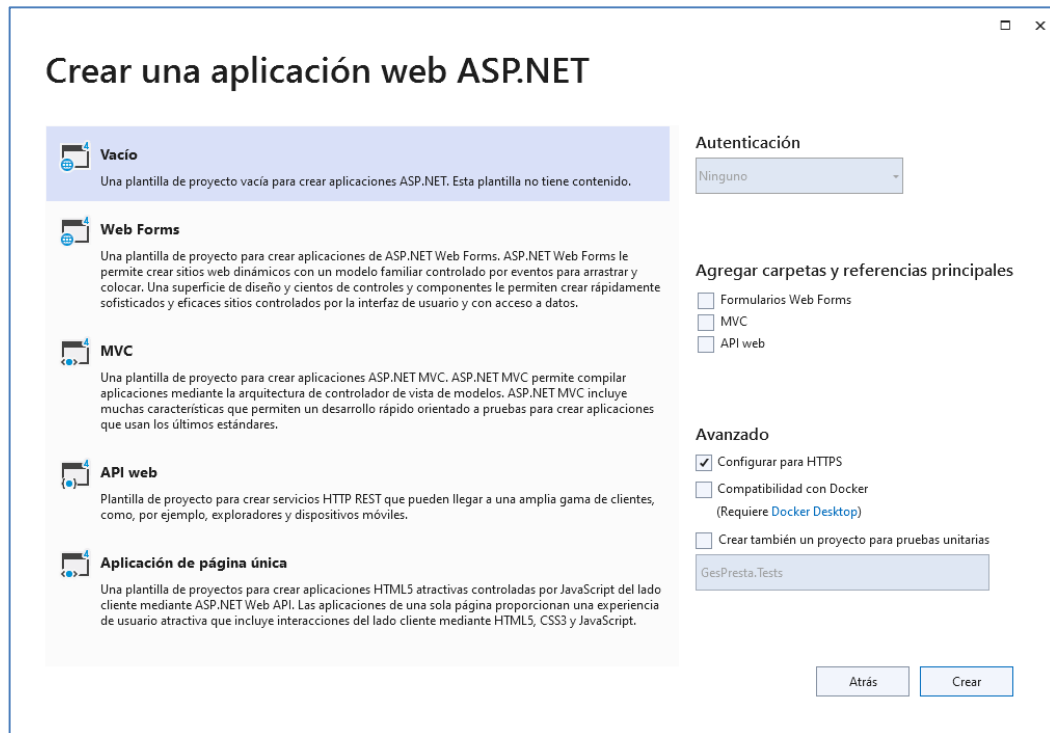 Crear una aplicación web ASP.NET
Vacío
Una plantilla de proyecto vacía para crear aplicaciones ASP.NET. Esta plantilla no tiene contenido.
Web Forms
Una plantilla de proyecto para crear aplicaciones de ASP.NET Web Forms. ASP.NET Web Forms le
permite crear sitios web dinámicos con un modelo familiar controlado por eventos para arrastrar y
colocar. Una superficie de diseño y cientos de controles y componentes le permiten crear rápidamente
sofisticados y eficaces sitios controlados por la interfaz de usuario y con acceso a datos.
MVC
Una plantilla de proyecto para crear aplicaciones ASP.NET MVC. ASP.NET MVC permite compilar
aplicaciones mediante la arquitectura de controlador de vista de modelos. ASP.NET MVC incluye
muchas características que permiten un desarrollo rápido orientado a pruebas para crear aplicaciones
que usan los últimos estándares.
API web
Plantilla de proyecto para crear servicios HTTP REST que pueden llegar a una amplia gama de clientes,
como, por ejemplo, exploradores y dispositivos móviles.
Aplicación de página única
Una plantilla de proyectos para crear aplicaciones HTML5 atractivas controladas por JavaScript del lado
cliente mediante ASP.NET Web API. Las aplicaciones de una sola página proporcionan una experiencia
de usuario atractiva que incluye interacciones del lado cliente mediante HTML5, CSS3 y JavaScript.
Autenticación
Ninguno
Agregar carpetas y referencias principales
Formularios Web Forms
MVC
API web
Avanzado
Configurar para HTTPS
Compatibilidad con Docker
(Requiere Docker Desktop)
Crear también un proyecto para pruebas unitarias
GesPresta.Tests
Atrás
Crear